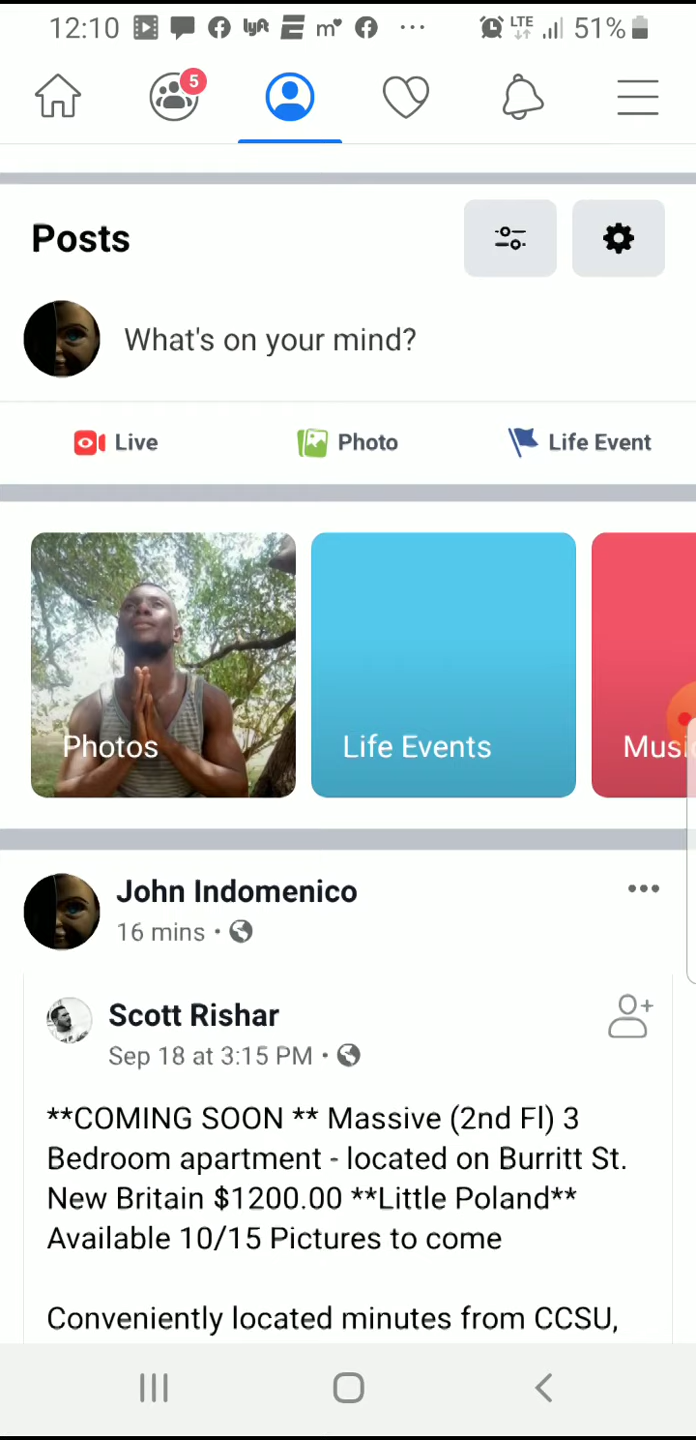 12:10 lyft m ... LTE 51%
5
Posts
What's on your mind?
Live Photo Life Event
Photos Life Events Musi
John Indomenico
16 mins •
Scott Rishar
Sep 18 at 3:15 PM •
**COMING SOON ** Massive (2nd Fl) 3
Bedroom apartment - located on Burritt St.
New Britain $1200.00 **Little Poland**
Available 10/15 Pictures to come
Conveniently located minutes from CCSU,